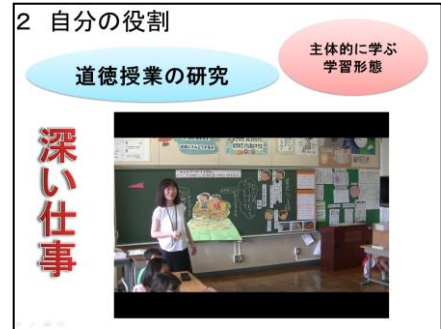 2 自分の役割
道徳授業の研究
主体的に学ぶ
学習形態
深い仕事